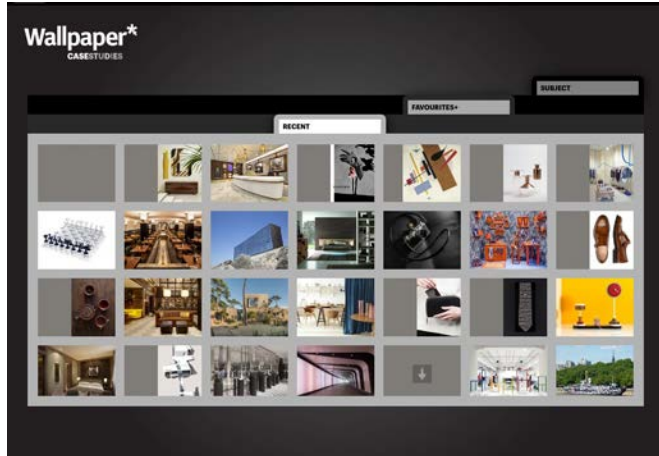 Wallpaper*
CASESTUDIES
SUBJECT
FAVOURITES+
RECENT